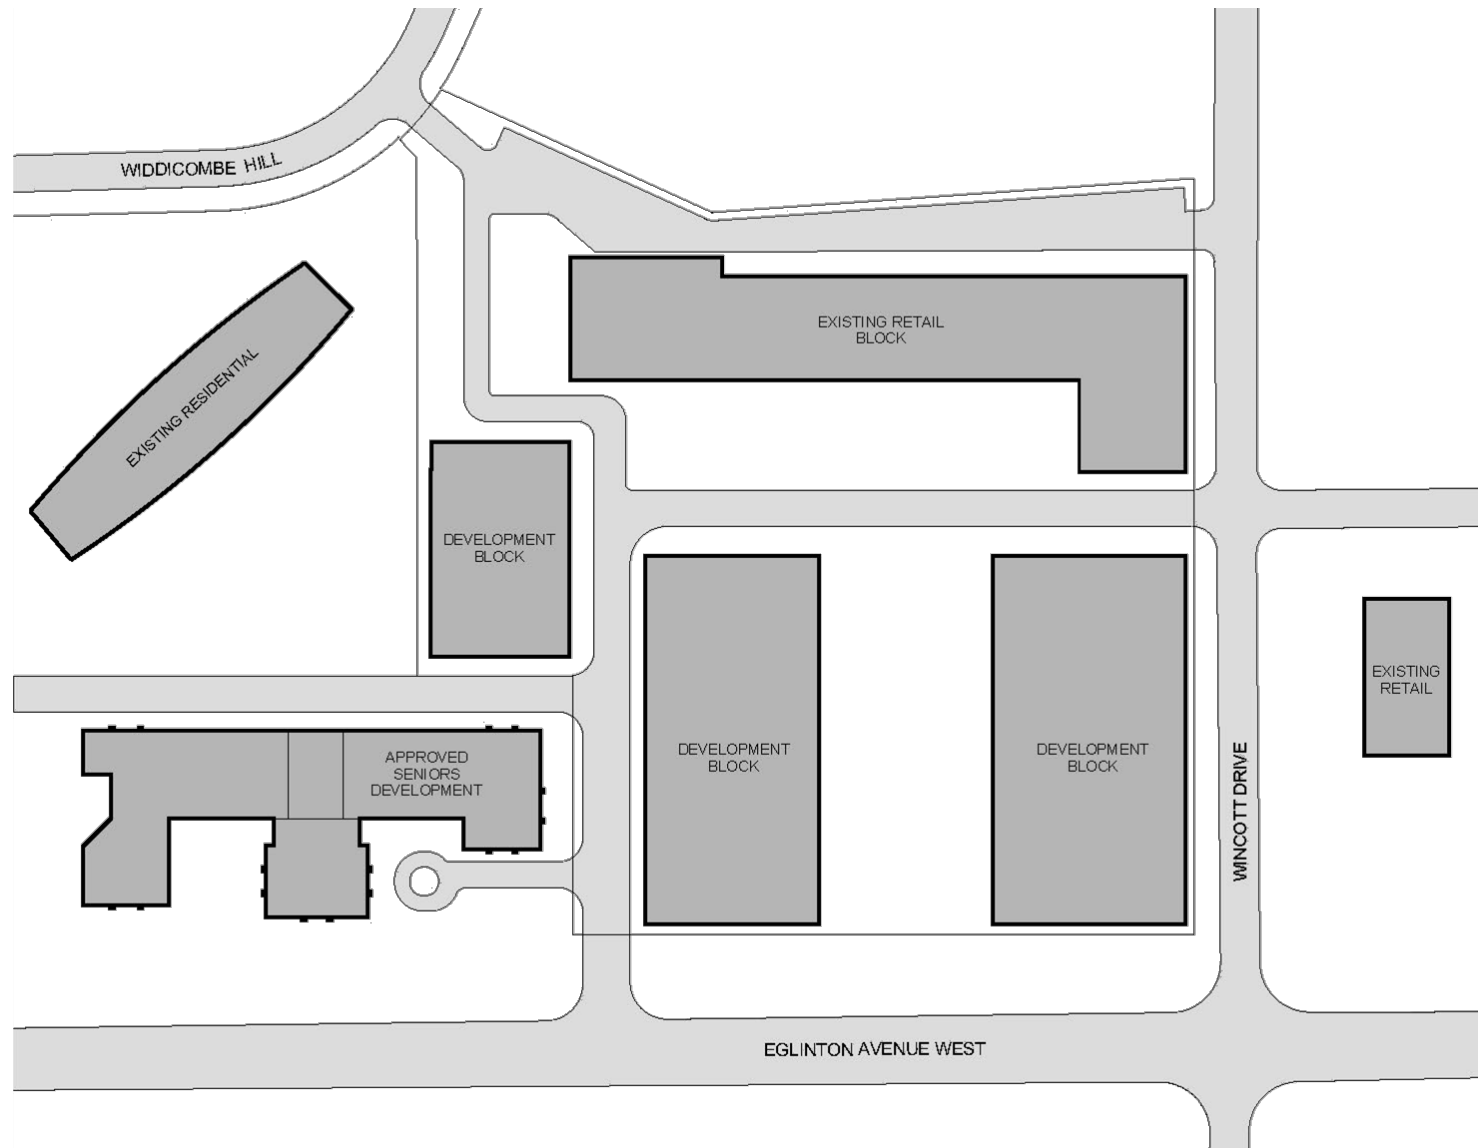 WIDDICOMBE HILL
EXISTING RETAIL
BLOCK
EXISTING RESIDENTIAL
DEVELOPMENT
BLOCK
EXISTING
RETAIL
APPROVED
SENIORS
DEVELOPMENT
DEVELOPMENT
BLOCK
DEVELOPMENT
BLOCK
WINCOTT DRIVE
EGLINTON AVENUE WEST